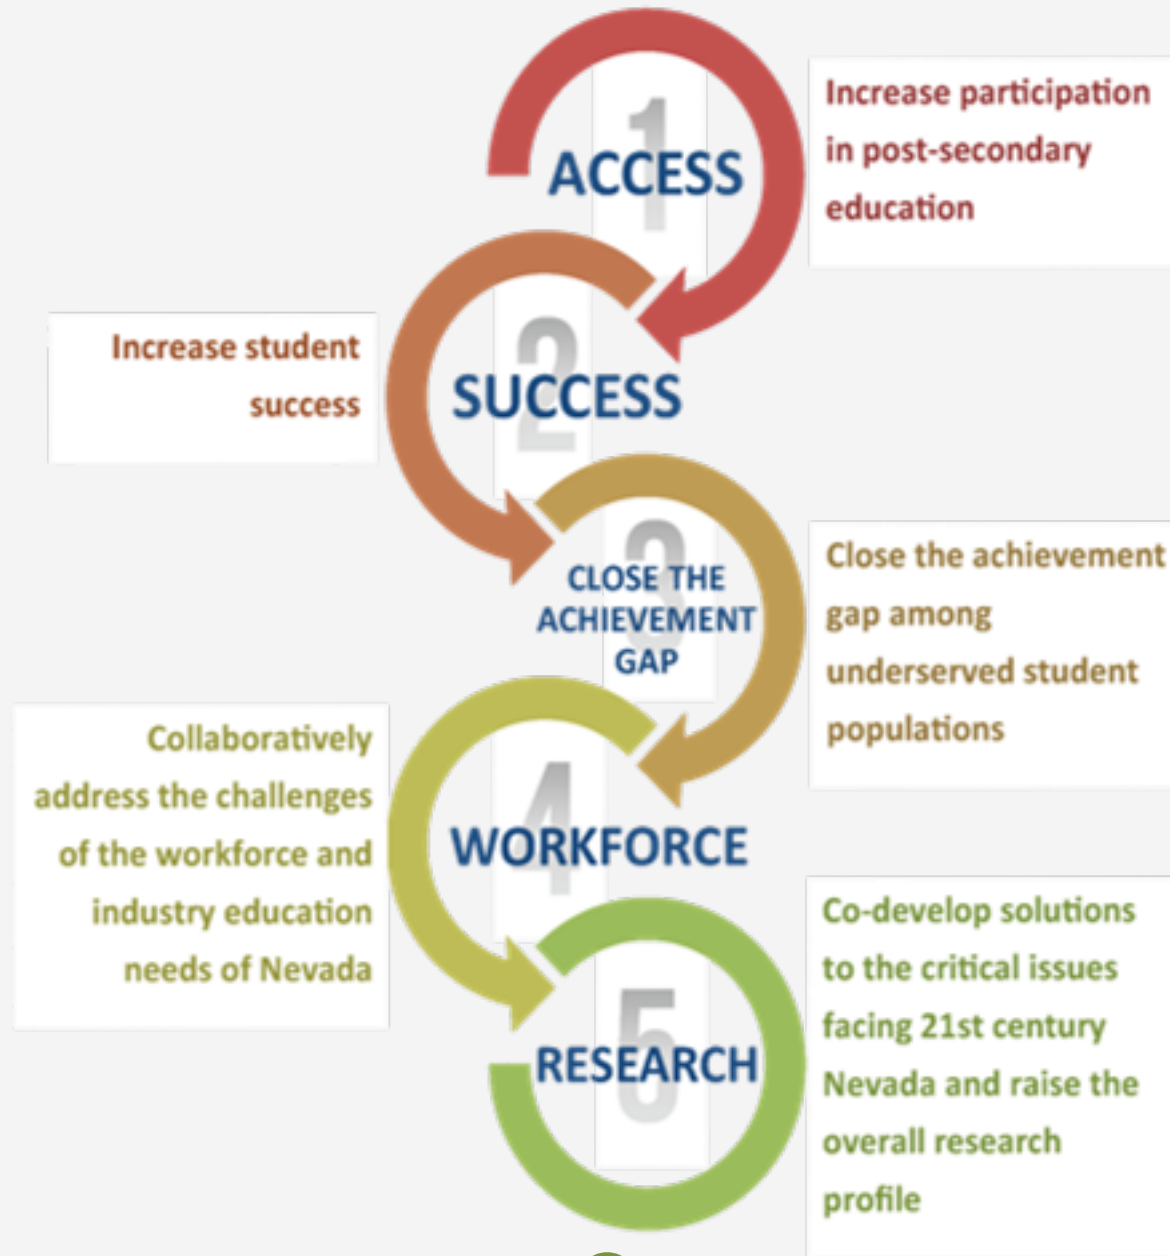 1
ACCESS
Increase participation
in post-secondary
education
2
SUCCESS
Increase student
success
3
CLOSE THE
ACHIEVEMENT
GAP
Close the achievement
gap among
underserved student
populations
4
WORKFORCE
Collaboratively
address the challenges
of the workforce and
industry education
needs of Nevada
5
RESEARCH
Co-develop solutions
to the critical issues
facing 21st century
Nevada and raise the
overall research
profile